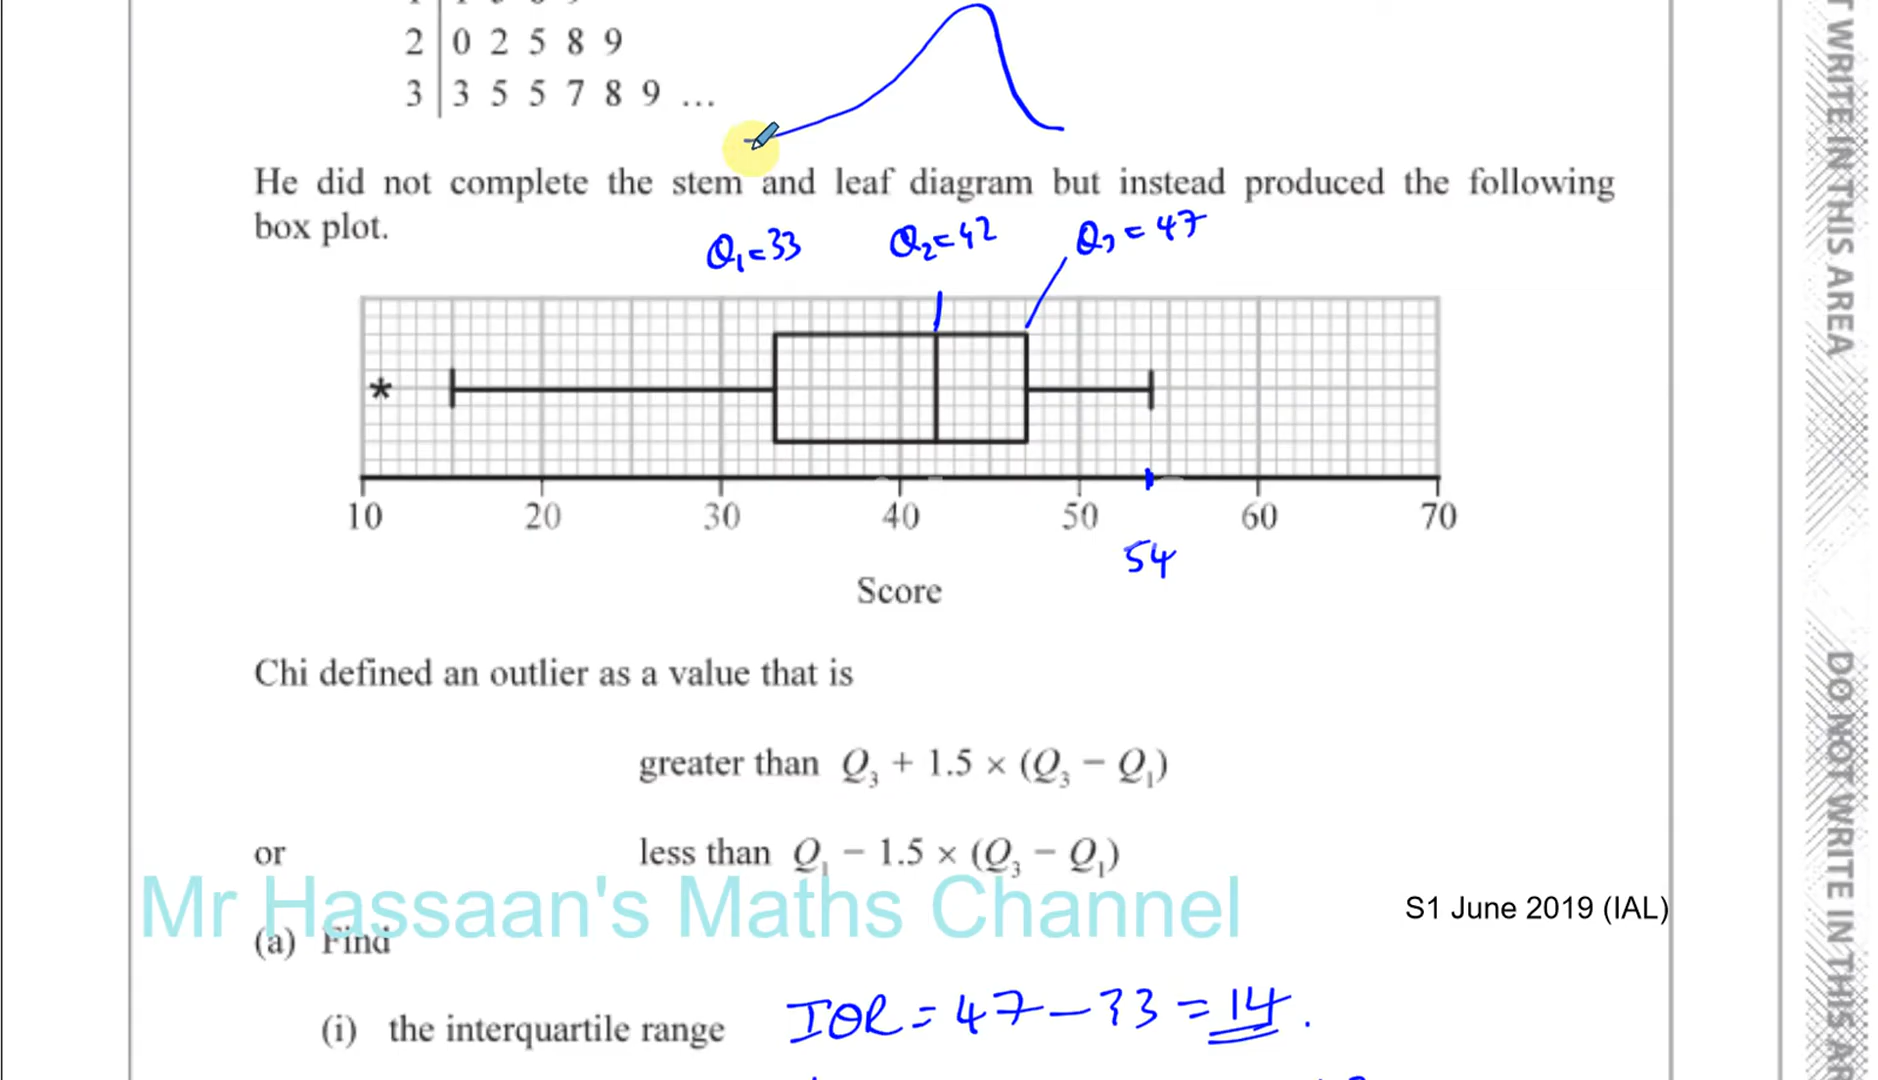 2 | 0 2 5 8 9
3 | 3 5 5 7 8 9 ...
He did not complete the stem and leaf diagram but instead produced the following
box plot.
Q₁=33 Q₂=42 Q₃=47
*
10 20 30 40 50 60 70
54
Score
Chi defined an outlier as a value that is
greater than Q₃ + 1.5 × (Q₃ − Q₁)
or less than Q₁ − 1.5 × (Q₃ − Q₁)
Mr Hassaan's Maths Channel
S1 June 2019 (IAL)
(a) Find
(i) the interquartile range IQR = 47 − 33 = 14.
T WRITE IN THIS AREA
DO NOT WRITE IN THIS AR